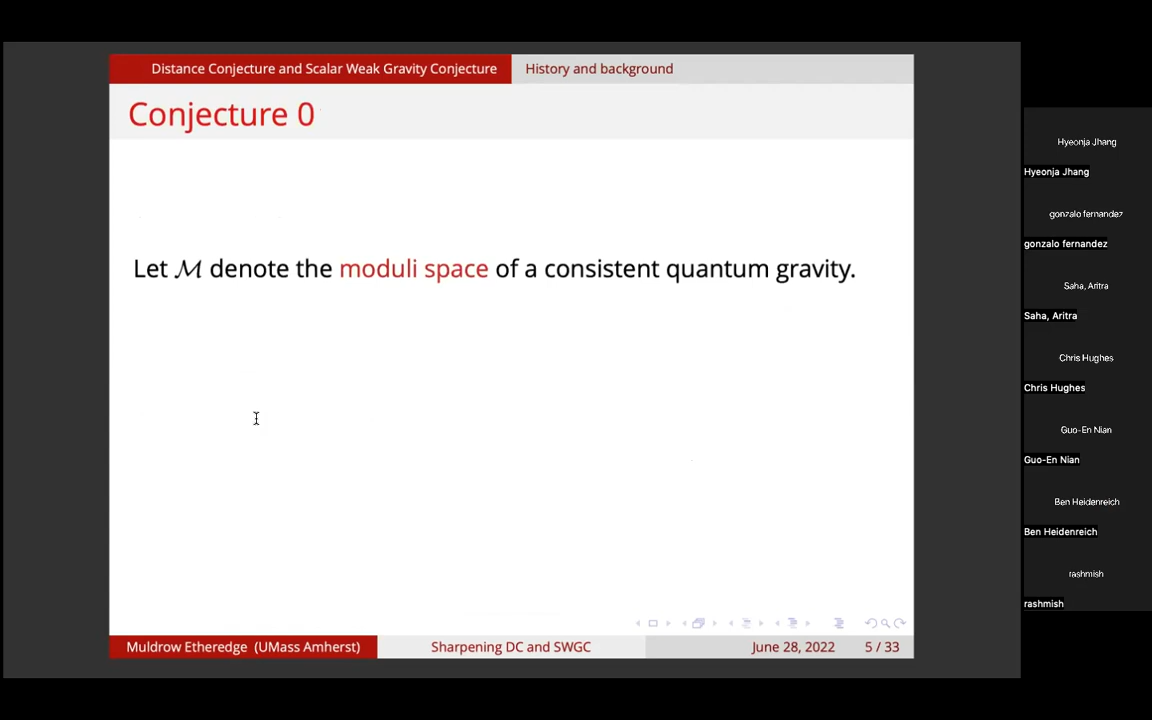 Distance Conjecture and Scalar Weak Gravity Conjecture History and background
Conjecture 0
Let ℳ denote the moduli space of a consistent quantum gravity.
Muldrow Etheredge (UMass Amherst) Sharpening DC and SWGC June 28, 2022 5 / 33
Hyeonja Jhang
Hyeonja Jhang
gonzalo fernandez
gonzalo fernandez
Saha, Aritra
Saha, Aritra
Chris Hughes
Chris Hughes
Guo-En Nian
Guo-En Nian
Ben Heidenreich
Ben Heidenreich
rashmish
rashmish